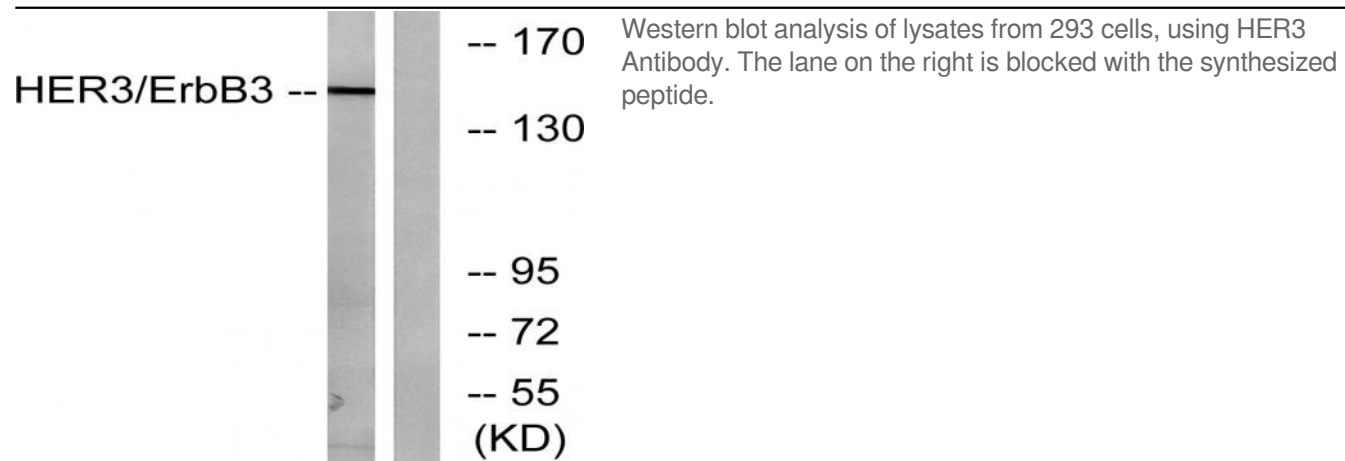 HER3/ErbB3 --
-- 170
-- 130
-- 95
-- 72
-- 55
(KD)
Western blot analysis of lysates from 293 cells, using HER3
Antibody. The lane on the right is blocked with the synthesized
peptide.